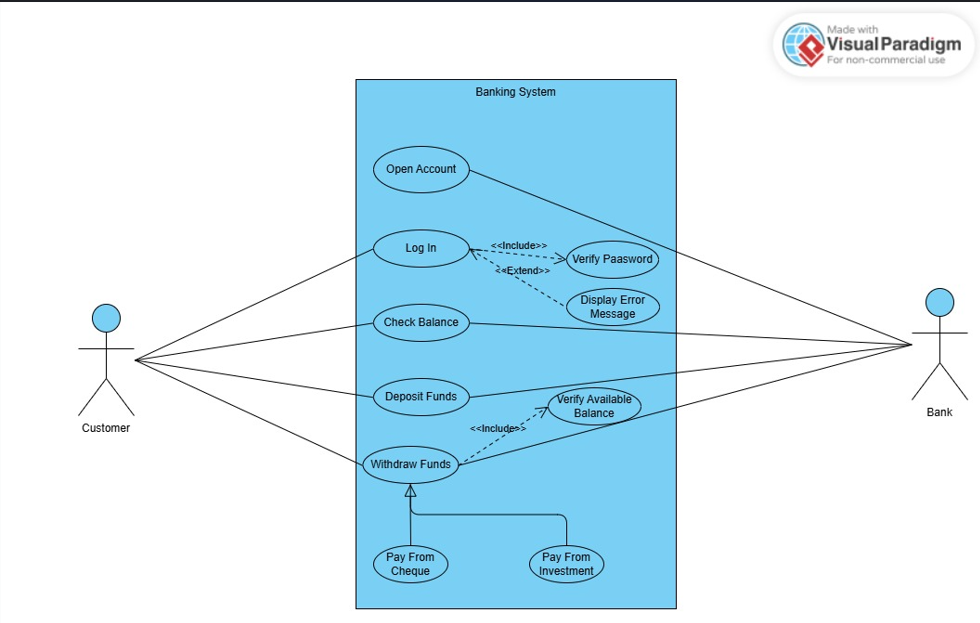 Made with
Visual Paradigm
For non-commercial use
Banking System
Open Account
Log In
<<Include>>
Verify Paasword
<<Extend>>
Display Error
Message
Check Balance
Deposit Funds
Verify Available
Balance
<<Include>>
Withdraw Funds
Pay From
Cheque
Pay From
Investment
Customer
Bank